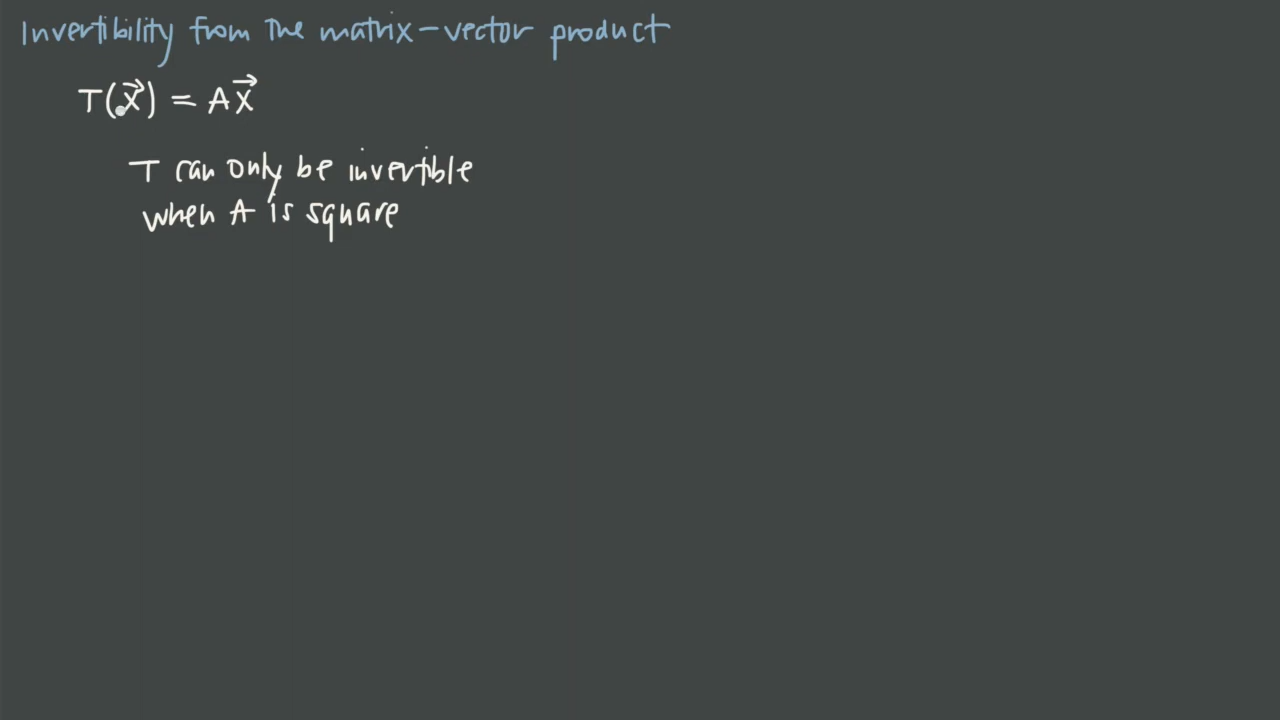 Invertibility from the matrix-vector product
T(x⃗) = Ax⃗
T can only be invertible
when A is square